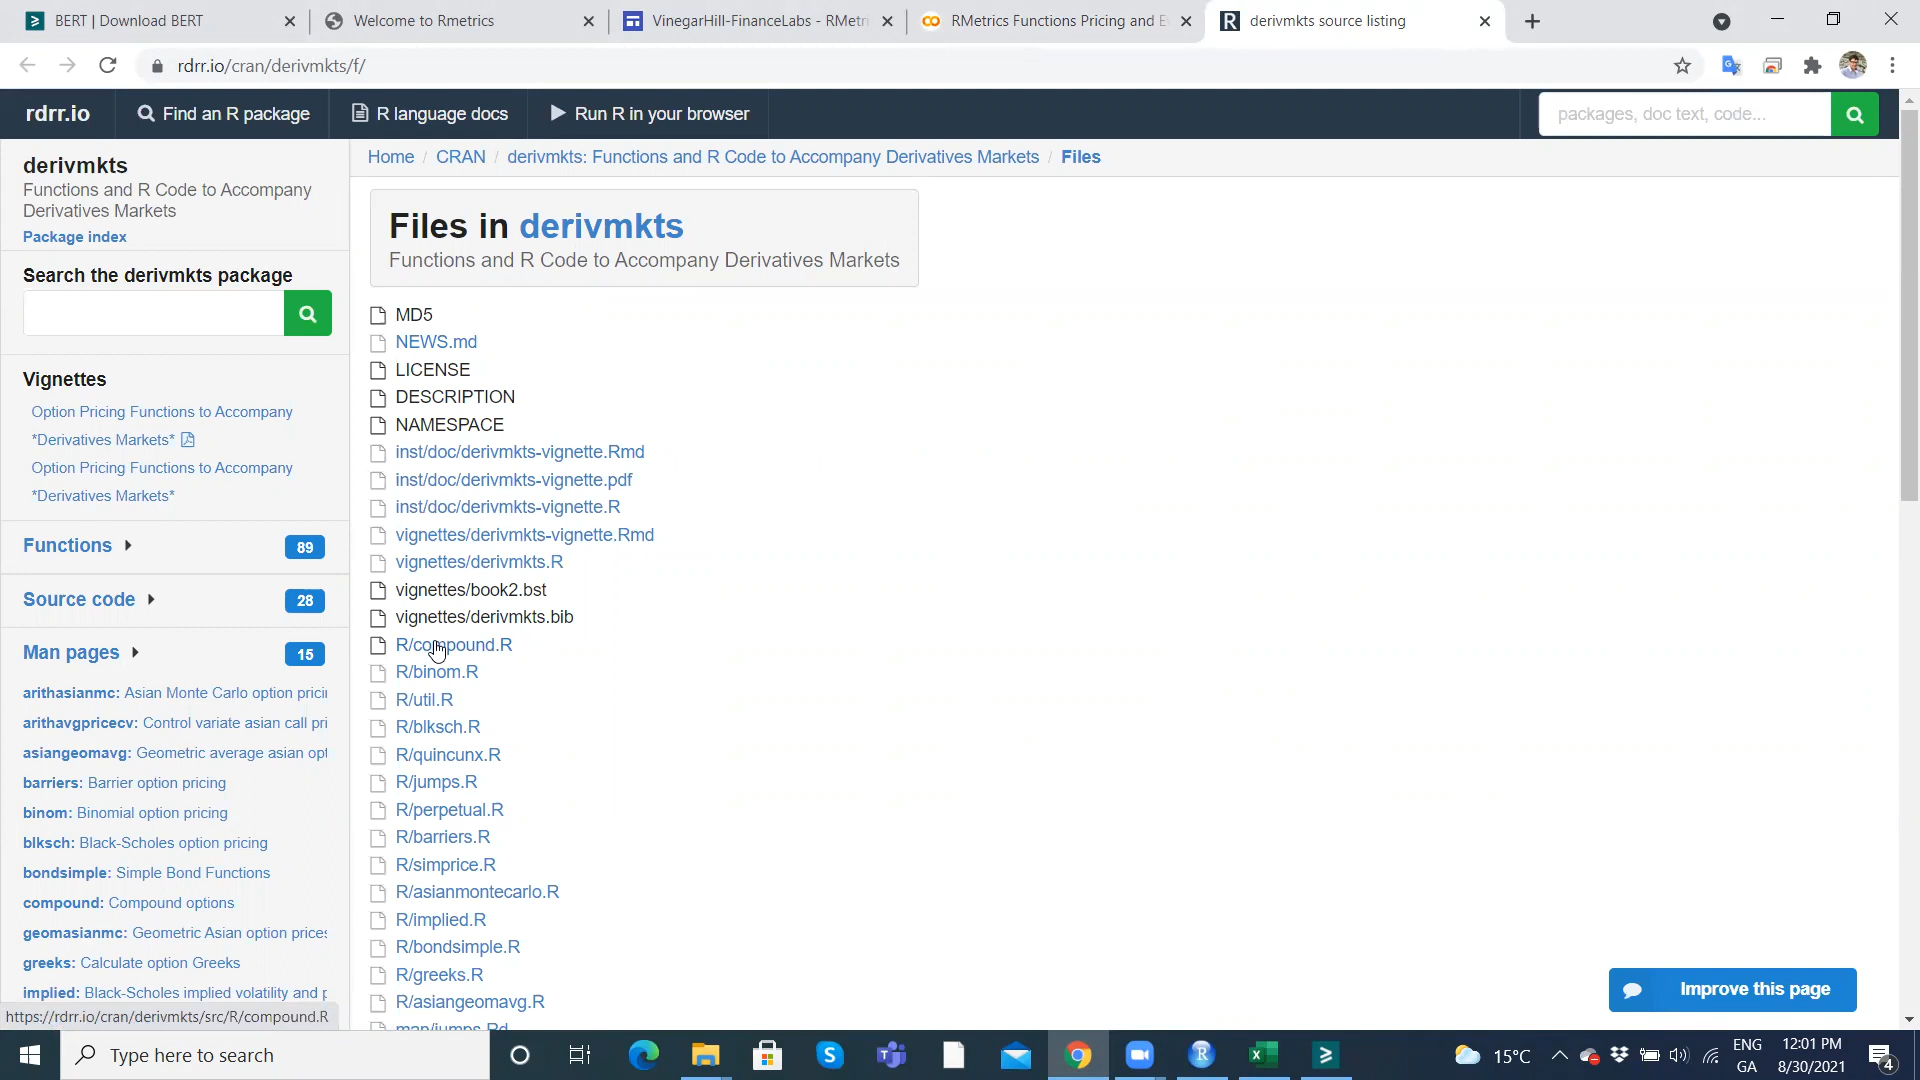 BERT | Download BERT
Welcome to Rmetrics
VinegarHill-FinanceLabs - RMetri
RMetrics Functions Pricing and E
derivmkts source listing
rdrr.io/cran/derivmkts/f/
rdrr.io
Find an R package
R language docs
Run R in your browser
packages, doc text, code...
derivmkts
Functions and R Code to Accompany
Derivatives Markets
Package index
Search the derivmkts package
Vignettes
Option Pricing Functions to Accompany
*Derivatives Markets*
Option Pricing Functions to Accompany
*Derivatives Markets*
Functions
89
Source code
28
Man pages
15
arithasianmc: Asian Monte Carlo option prici
arithavgpricecv: Control variate asian call pri
asiangeomavg: Geometric average asian opt
barriers: Barrier option pricing
binom: Binomial option pricing
blksch: Black-Scholes option pricing
bondsimple: Simple Bond Functions
compound: Compound options
geomasianmc: Geometric Asian option prices
greeks: Calculate option Greeks
implied: Black-Scholes implied volatility and p
https://rdrr.io/cran/derivmkts/src/R/compound.R
Home / CRAN / derivmkts: Functions and R Code to Accompany Derivatives Markets / Files
Files in derivmkts
Functions and R Code to Accompany Derivatives Markets
MD5
NEWS.md
LICENSE
DESCRIPTION
NAMESPACE
inst/doc/derivmkts-vignette.Rmd
inst/doc/derivmkts-vignette.pdf
inst/doc/derivmkts-vignette.R
vignettes/derivmkts-vignette.Rmd
vignettes/derivmkts.R
vignettes/book2.bst
vignettes/derivmkts.bib
R/compound.R
R/binom.R
R/util.R
R/blksch.R
R/quincunx.R
R/jumps.R
R/perpetual.R
R/barriers.R
R/simprice.R
R/asianmontecarlo.R
R/implied.R
R/bondsimple.R
R/greeks.R
R/asiangeomavg.R
man/jumps.Rd
Improve this page
Type here to search
15°C
ENG
GA
12:01 PM
8/30/2021
4